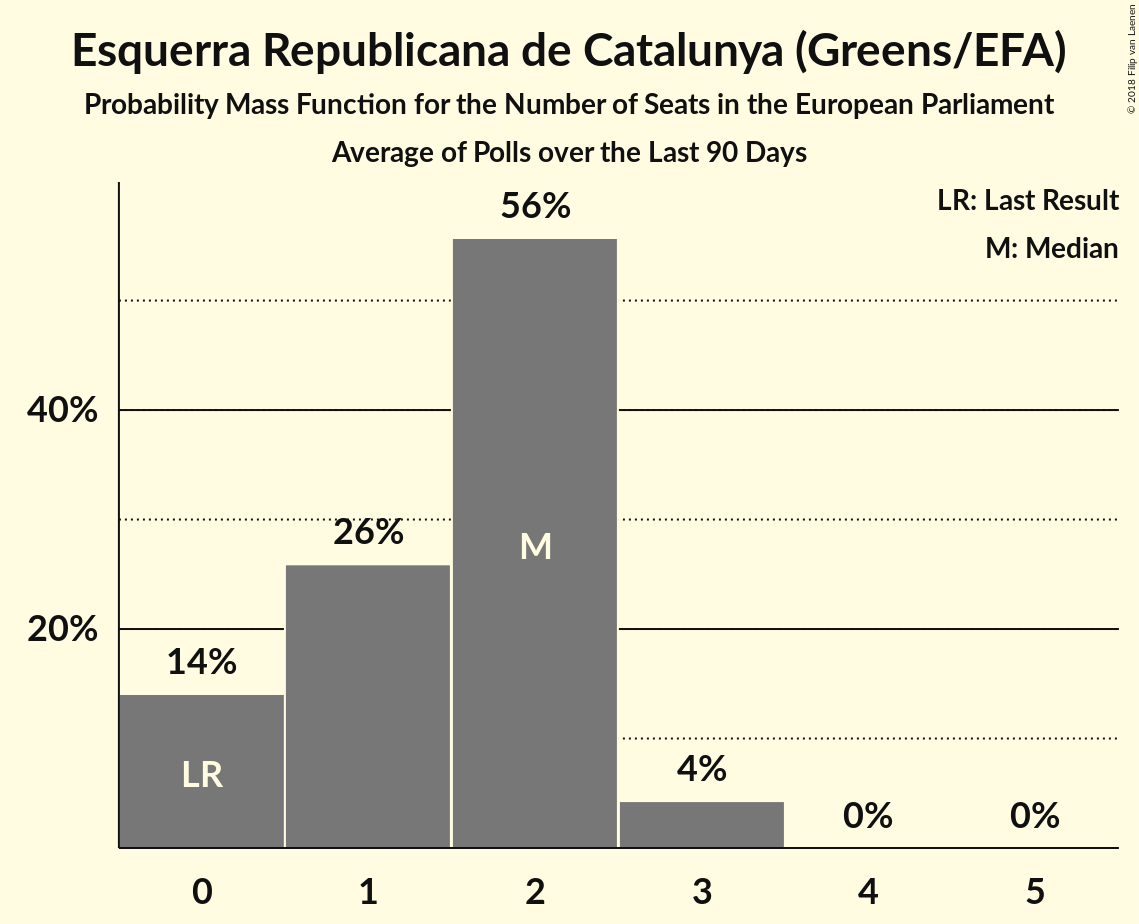 Esquerra Republicana de Catalunya (Greens/EFA)
Probability Mass Function for the Number of Seats in the European Parliament
Average of Polls over the Last 90 Days
© 2018 Filip van Laenen
LR: Last Result
M: Median
56%
40%
26%
M
20%
14%
LR
4%
0%
0%
0 1 2 3 4 5